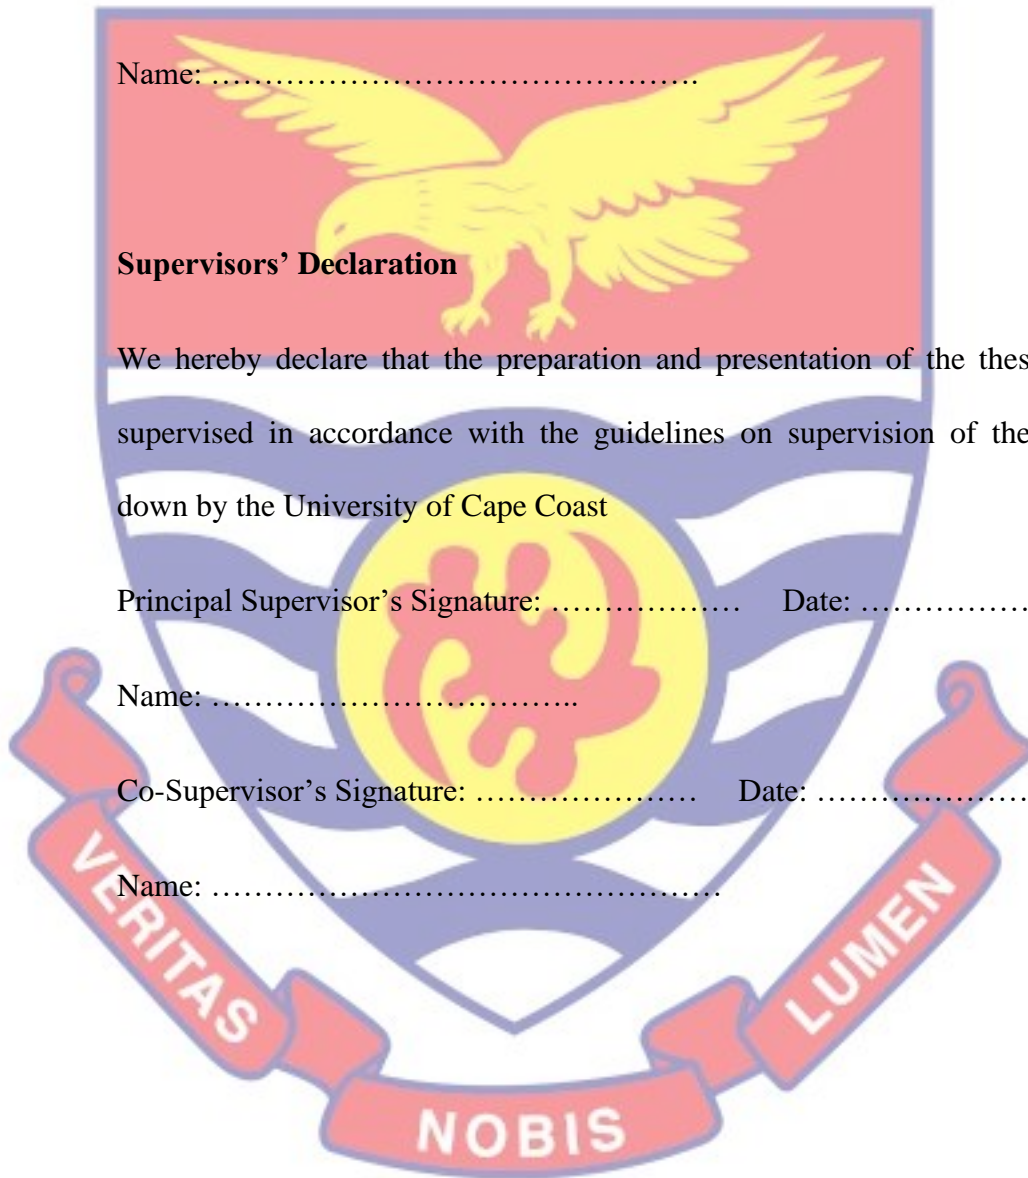 Name: ……………………………………….
Supervisors’ Declaration
We hereby declare that the preparation and presentation of the thes
supervised in accordance with the guidelines on supervision of the
down by the University of Cape Coast
Principal Supervisor’s Signature: ……………… Date: …………….
Name: ……………………………..
Co-Supervisor’s Signature: ………………… Date: …………………
Name: …………………………………………
VERITAS
NOBIS
LUMEN